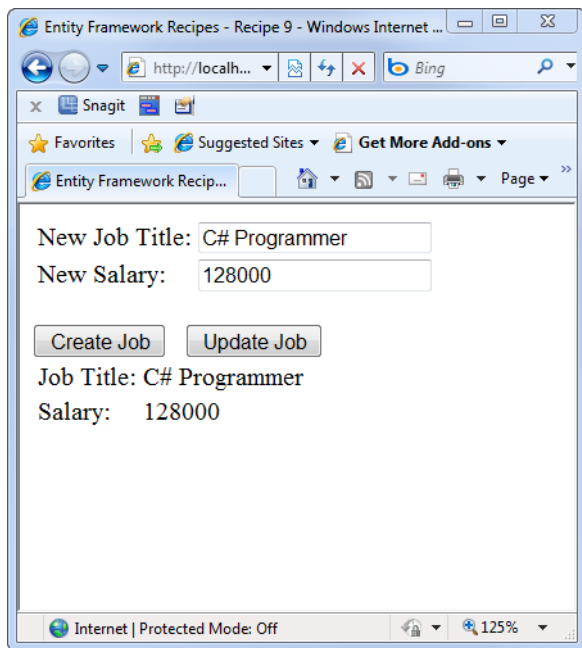 Entity Framework Recipes - Recipe 9 - Windows Internet ...
http://localh... Bing
x Snagit
Favorites Suggested Sites Get More Add-ons
Entity Framework Recip... Page »
New Job Title: C# Programmer
New Salary: 128000
Create Job Update Job
Job Title: C# Programmer
Salary: 128000
Internet | Protected Mode: Off 125%